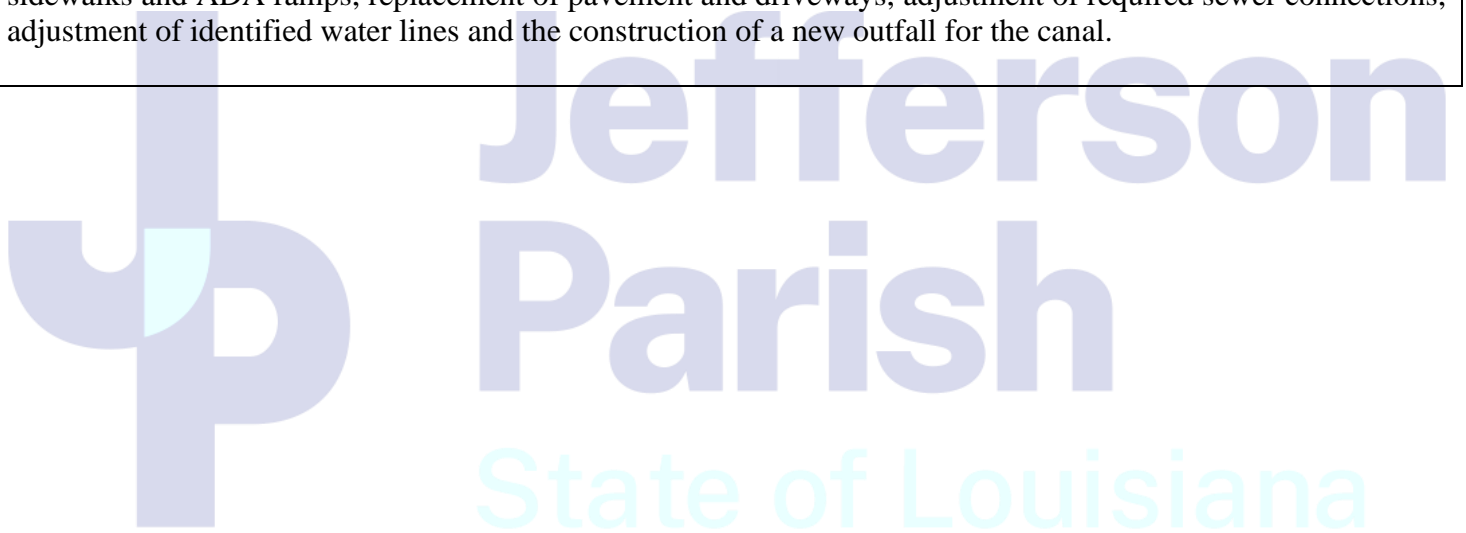 sidewalks and ADA ramps, replacement of pavement and driveways, adjustment of required sewer connections,
adjustment of identified water lines and the construction of a new outfall for the canal.
Jefferson
Parish
State of Louisiana